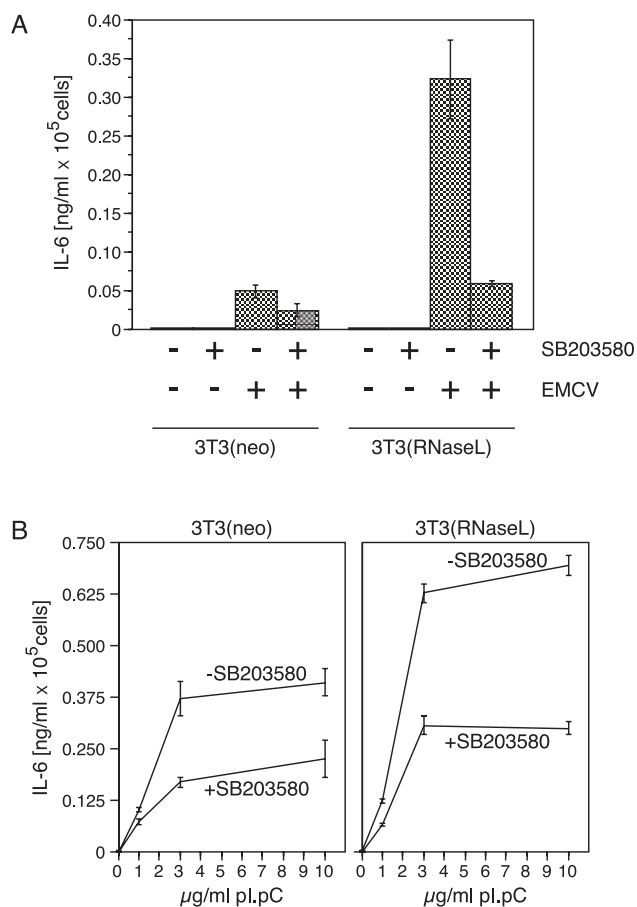 A
IL-6 [ng/ml x 10⁵cells]
0.40
0.35
0.30
0.25
0.20
0.15
0.10
0.05
0
- + - + - + - + SB203580
- - + + - - + + EMCV
3T3(neo) 3T3(RNaseL)
B
3T3(neo) 3T3(RNaseL)
IL-6 [ng/ml x 10⁵cells]
0.750
0.625
0.500
0.375
0.250
0.125
0
-SB203580
+SB203580
-SB203580
+SB203580
0 1 2 3 4 5 6 7 8 9 10 0 1 2 3 4 5 6 7 8 9 10
µg/ml pI.pC µg/ml pI.pC